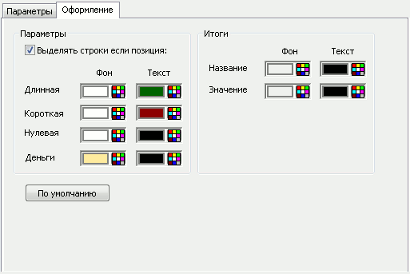 Параметры
Оформление
Параметры
Выделять строки если позиция:
Фон Текст
Длинная
Короткая
Нулевая
Деньги
Итоги
Фон Текст
Название
Значение
По умолчанию